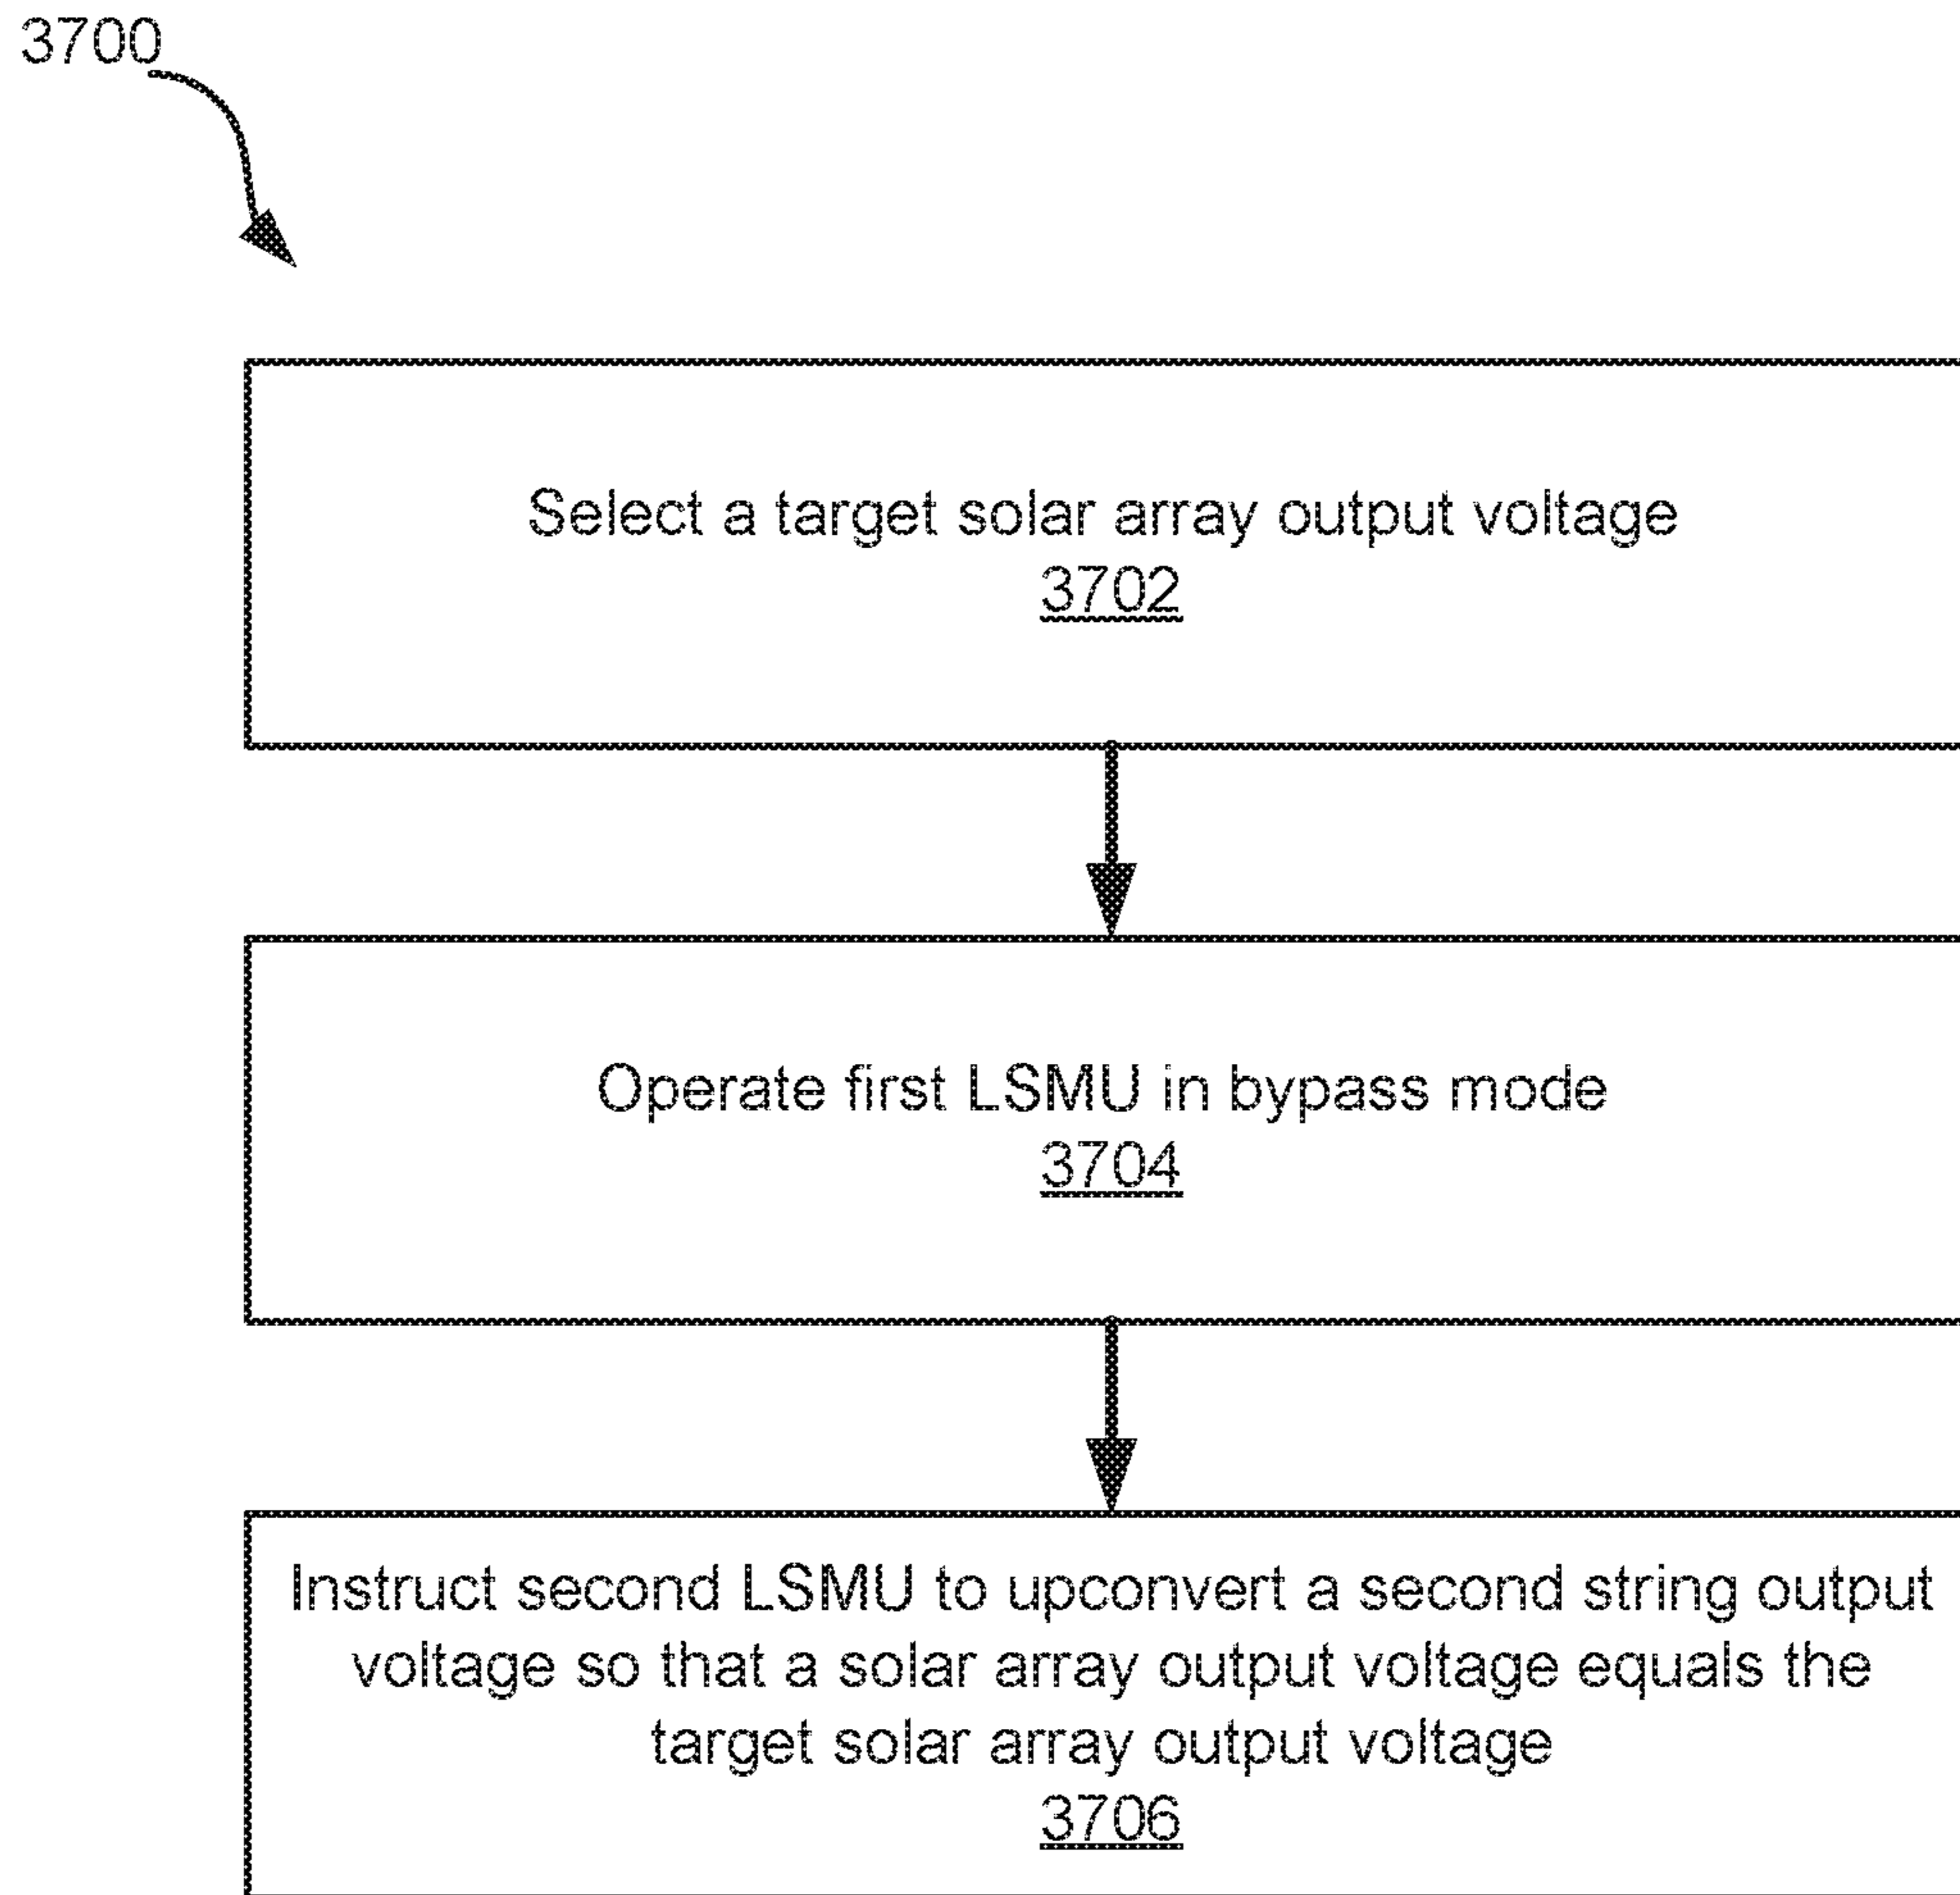 3700
Select a target solar array output voltage
3702
Operate first LSMU in bypass mode
3704
Instruct second LSMU to upconvert a second string output
voltage so that a solar array output voltage equals the
target solar array output voltage
3706